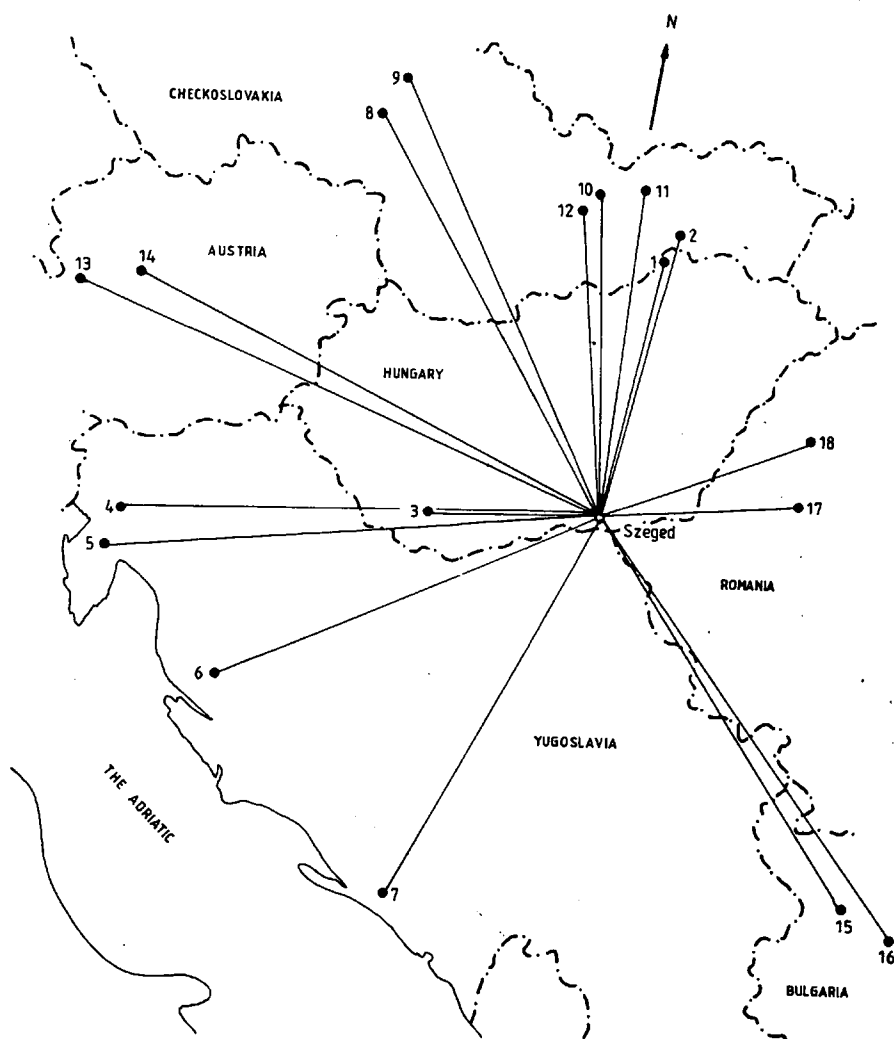 N
CHECKOSLOVAKIA
9
8
10
11
12
2
1
AUSTRIA
13
14
HUNGARY
18
4
3
17
5
Szeged
ROMANIA
6
YUGOSLAVIA
THE ADRIATIC
7
15
16
BULGARIA